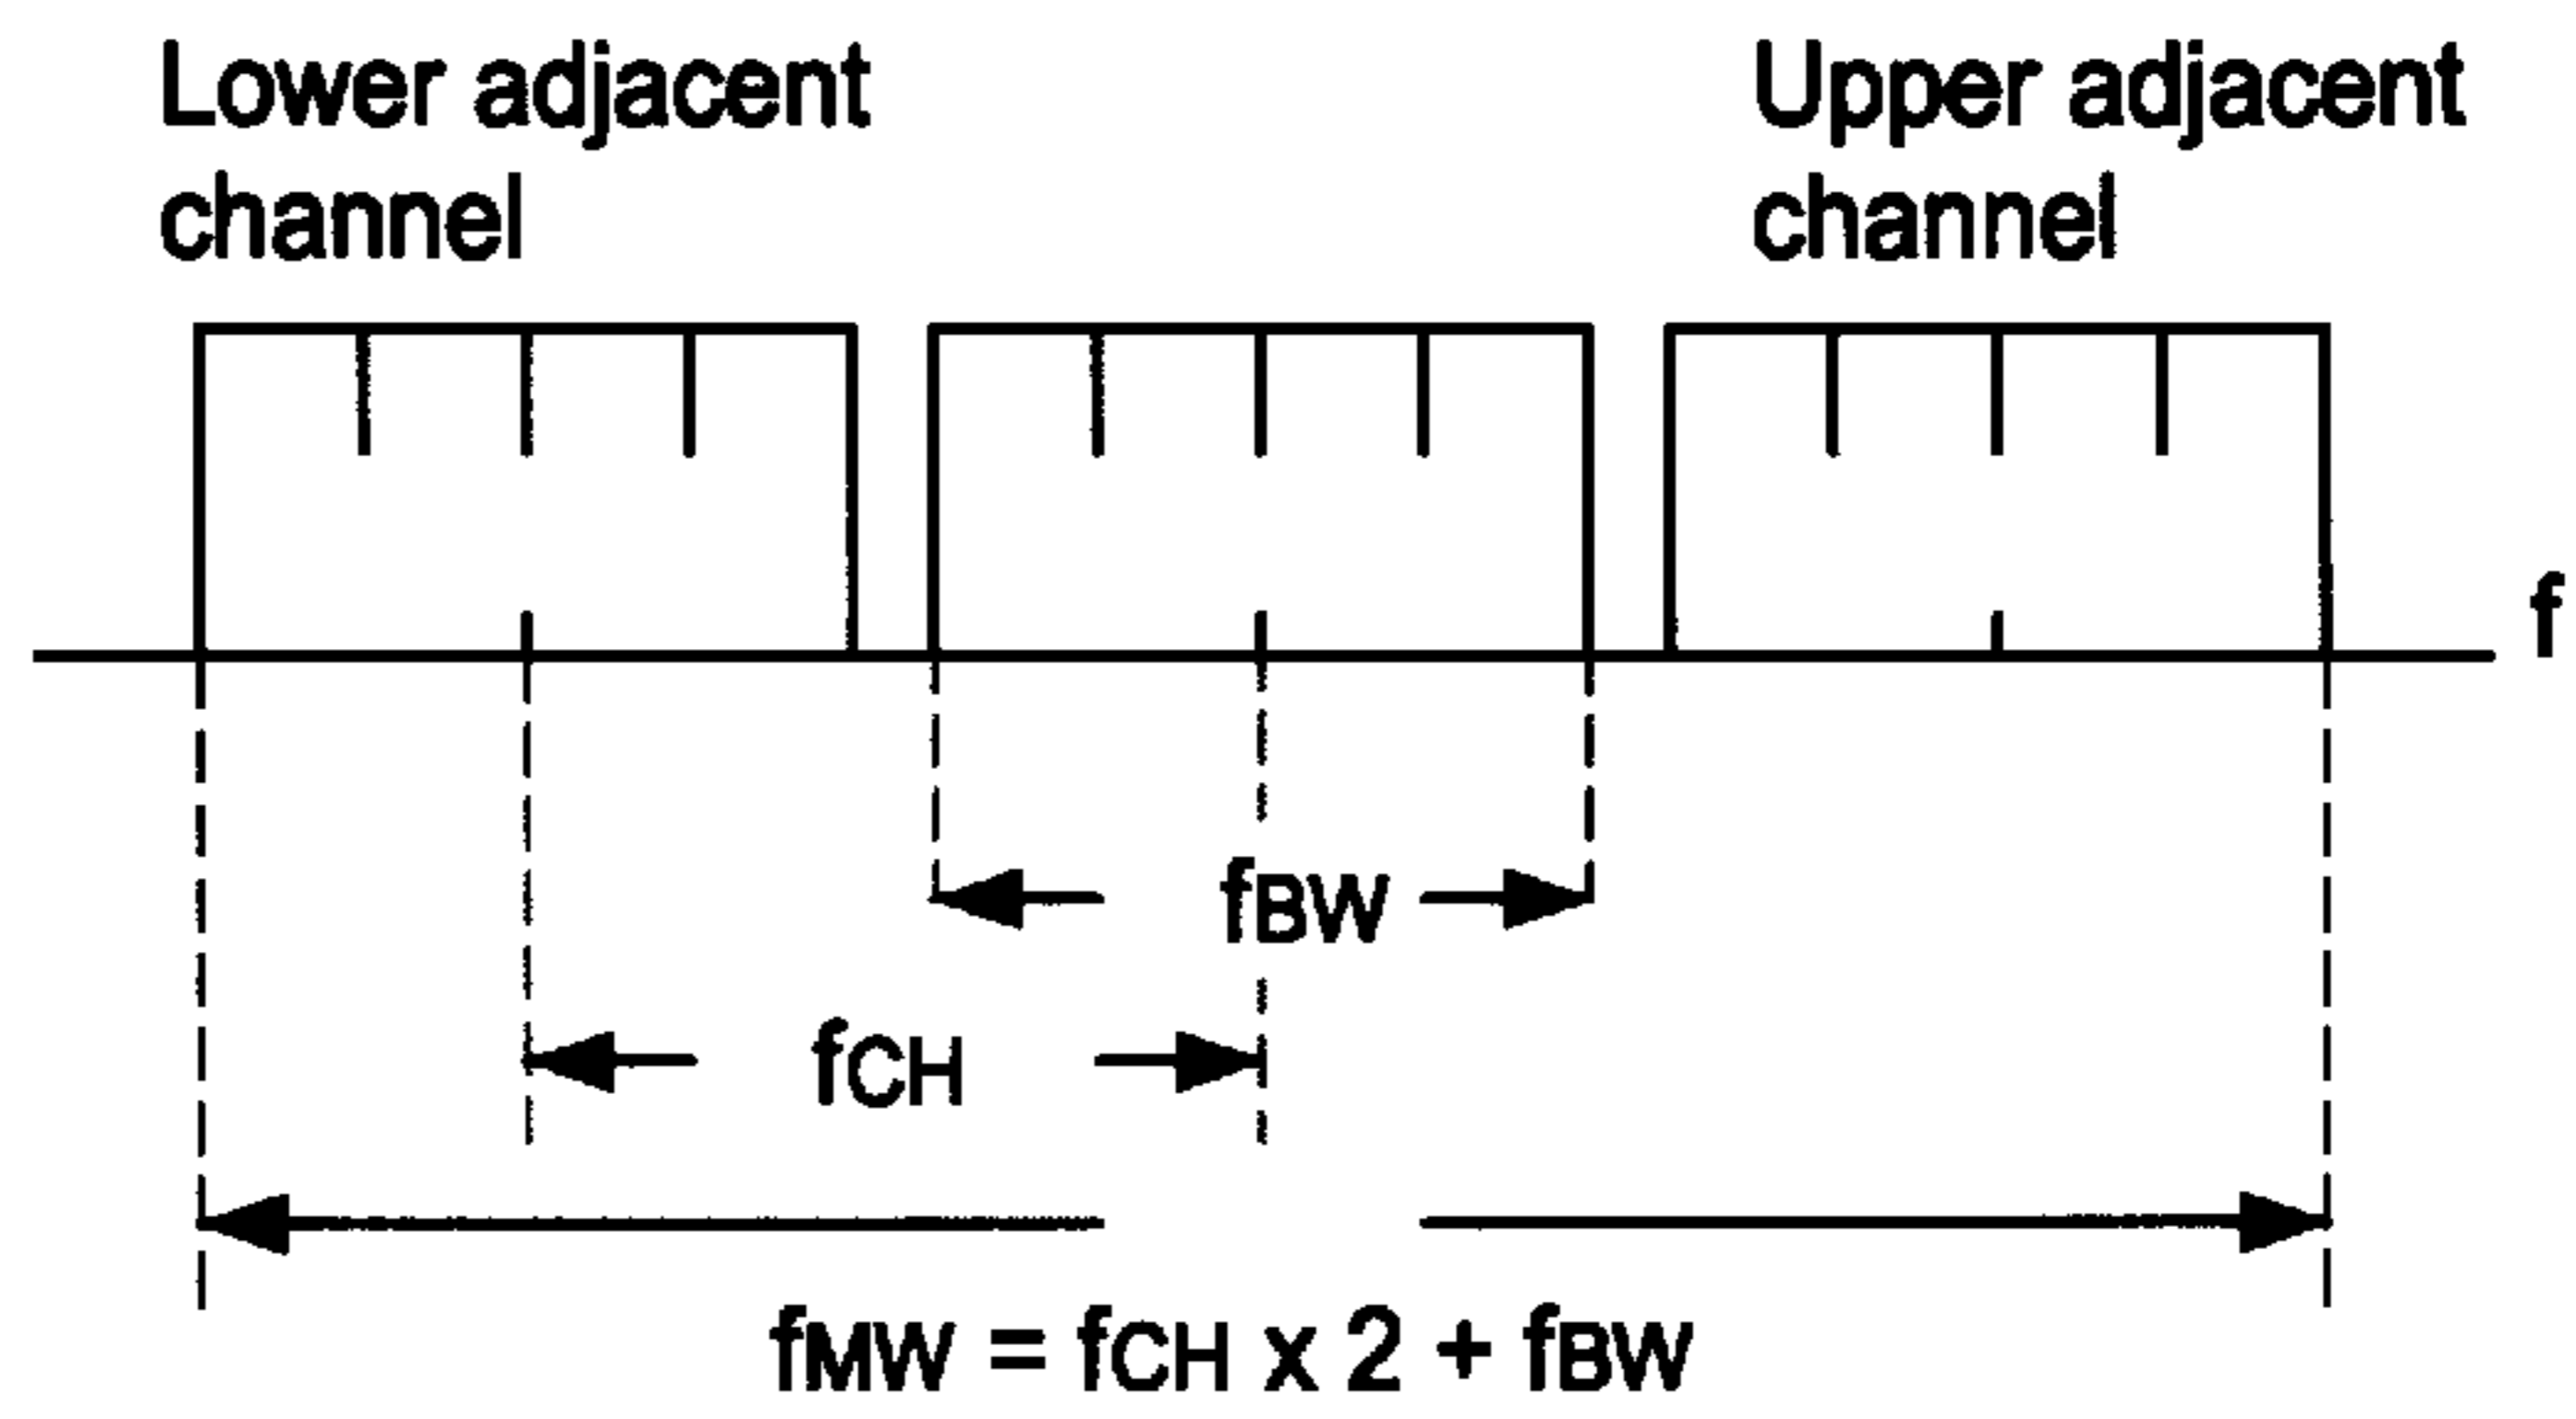 Lower adjacent
channel
Upper adjacent
channel
f
fBW
fCH
fMW = fCH x 2 + fBW